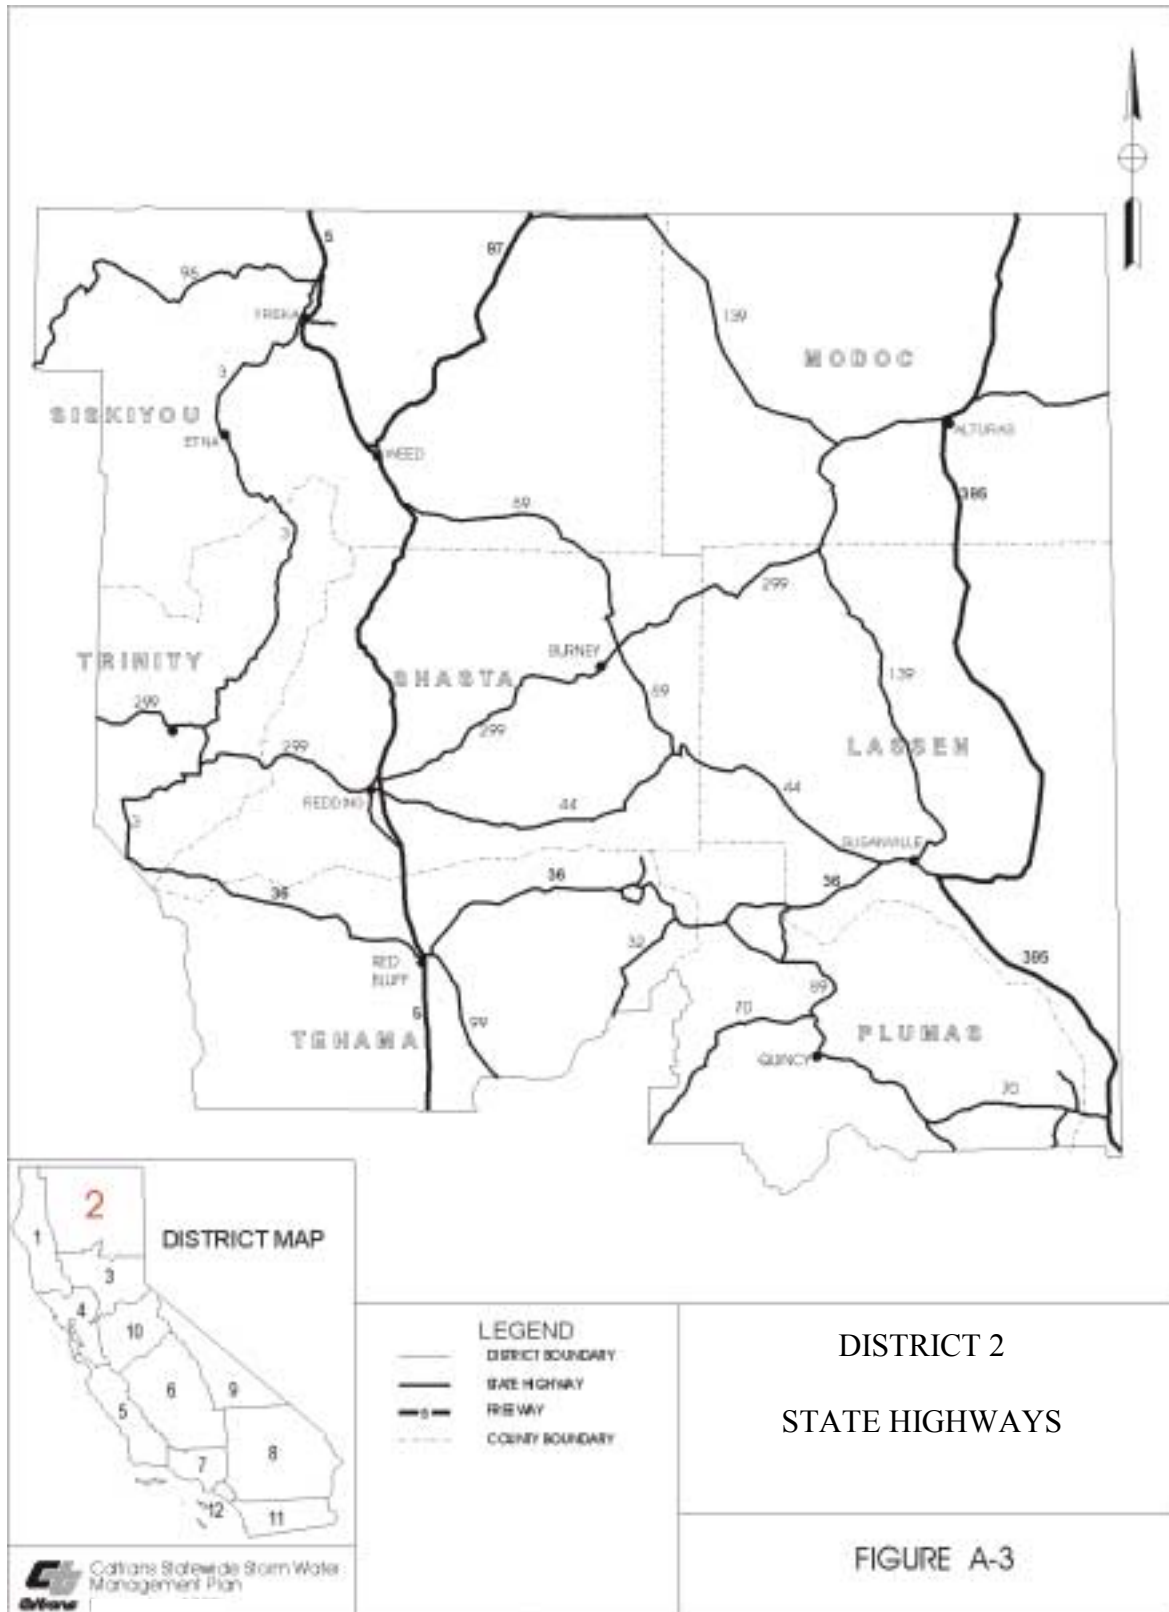 5
97
96
YREKA
139
MODOC
3
SISKIYOU
ETNA
ALTURAS
WEED
395
89
3
299
BURNEY
TRINITY
SHASTA
89
139
299
299
LASSEN
299
44
REDDING
44
3
SUSANVILLE
36
36
36
32
RED
BLUFF
395
89
5
99
70
TEHAMA
PLUMAS
QUINCY
70
2
1
DISTRICT MAP
3
4
10
6
9
5
8
7
12
11
LEGEND
DISTRICT BOUNDARY
STATE HIGHWAY
5
FREEWAY
COUNTY BOUNDARY
DISTRICT 2
STATE HIGHWAYS
FIGURE A-3
Caltrans Statewide Storm Water
Management Plan
Caltrans